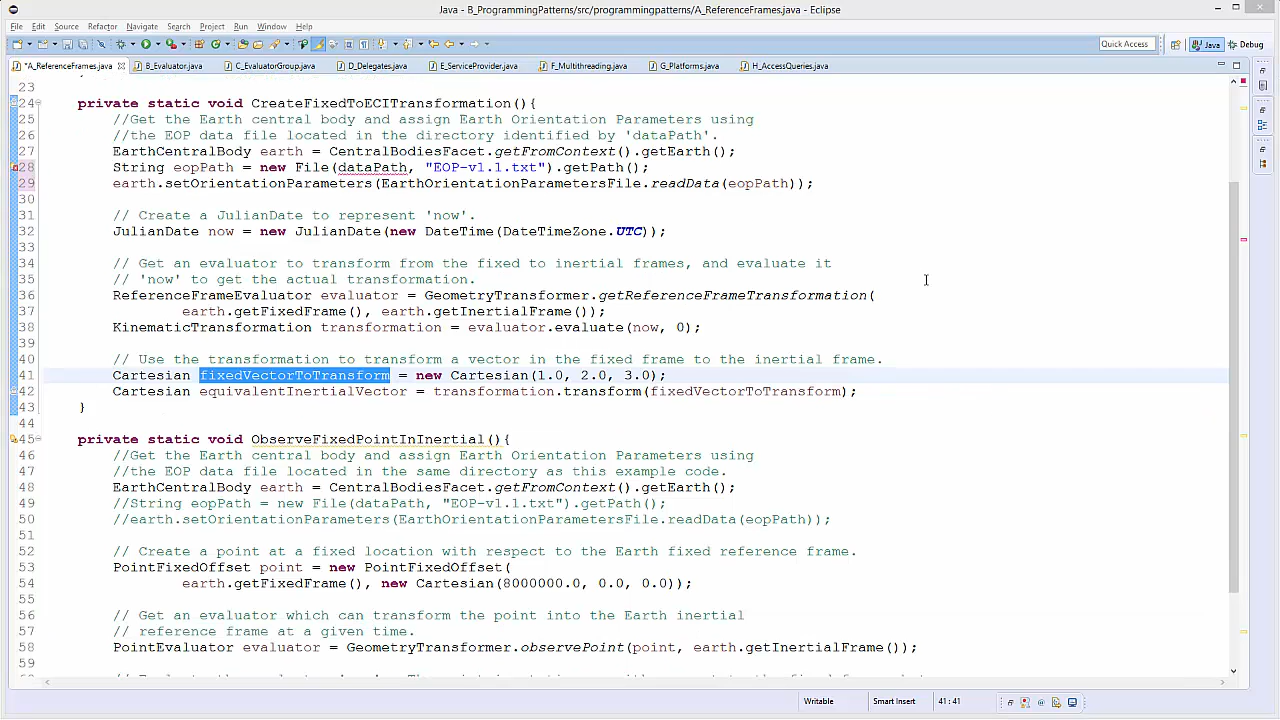 Java - B_ProgrammingPatterns/src/programmingpatterns/A_ReferenceFrames.java - Eclipse
File Edit Source Refactor Navigate Search Project Run Window Help
Quick Access Java Debug
*A_ReferenceFrames.java B_Evaluator.java C_EvaluatorGroup.java D_Delegates.java E_ServiceProvider.java F_Multithreading.java G_Platforms.java H_AccessQueries.java
23
24 private static void CreateFixedToECITransformation(){
25 //Get the Earth central body and assign Earth Orientation Parameters using
26 //the EOP data file located in the directory identified by 'dataPath'.
27 EarthCentralBody earth = CentralBodiesFacet.getFromContext().getEarth();
28 String eopPath = new File(dataPath, "EOP-v1.1.txt").getPath();
29 earth.setOrientationParameters(EarthOrientationParametersFile.readData(eopPath));
30
31 // Create a JulianDate to represent 'now'.
32 JulianDate now = new JulianDate(new DateTime(DateTimeZone.UTC));
33
34 // Get an evaluator to transform from the fixed to inertial frames, and evaluate it
35 // 'now' to get the actual transformation.
36 ReferenceFrameEvaluator evaluator = GeometryTransformer.getReferenceFrameTransformation(
37 earth.getFixedFrame(), earth.getInertialFrame());
38 KinematicTransformation transformation = evaluator.evaluate(now, 0);
39
40 // Use the transformation to transform a vector in the fixed frame to the inertial frame.
41 Cartesian fixedVectorToTransform = new Cartesian(1.0, 2.0, 3.0);
42 Cartesian equivalentInertialVector = transformation.transform(fixedVectorToTransform);
43 }
44
45 private static void ObserveFixedPointInInertial(){
46 //Get the Earth central body and assign Earth Orientation Parameters using
47 //the EOP data file located in the same directory as this example code.
48 EarthCentralBody earth = CentralBodiesFacet.getFromContext().getEarth();
49 //String eopPath = new File(dataPath, "EOP-v1.1.txt").getPath();
50 //earth.setOrientationParameters(EarthOrientationParametersFile.readData(eopPath));
51
52 // Create a point at a fixed location with respect to the Earth fixed reference frame.
53 PointFixedOffset point = new PointFixedOffset(
54 earth.getFixedFrame(), new Cartesian(8000000.0, 0.0, 0.0));
55
56 // Get an evaluator which can transform the point into the Earth inertial
57 // reference frame at a given time.
58 PointEvaluator evaluator = GeometryTransformer.observePoint(point, earth.getInertialFrame());
59
Writable Smart Insert 41 : 41